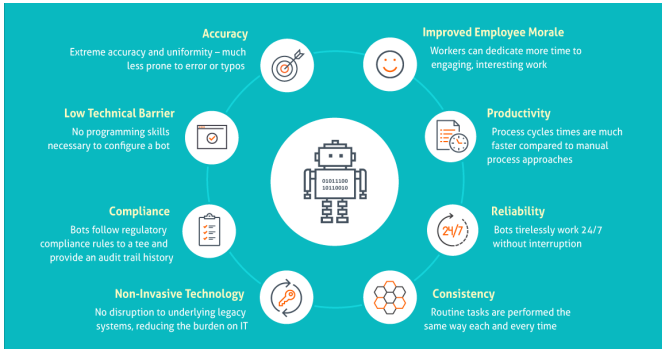 Accuracy
Extreme accuracy and uniformity – much
less prone to error or typos
Improved Employee Morale
Workers can dedicate more time to
engaging, interesting work
Low Technical Barrier
No programming skills
necessary to configure a bot
Productivity
Process cycles times are much
faster compared to manual
process approaches
01011100
10110010
Compliance
Bots follow regulatory
compliance rules to a tee and
provide an audit trail history
24/7
Reliability
Bots tirelessly work 24/7
without interruption
Non-Invasive Technology
No disruption to underlying legacy
systems, reducing the burden on IT
Consistency
Routine tasks are performed the
same way each and every time